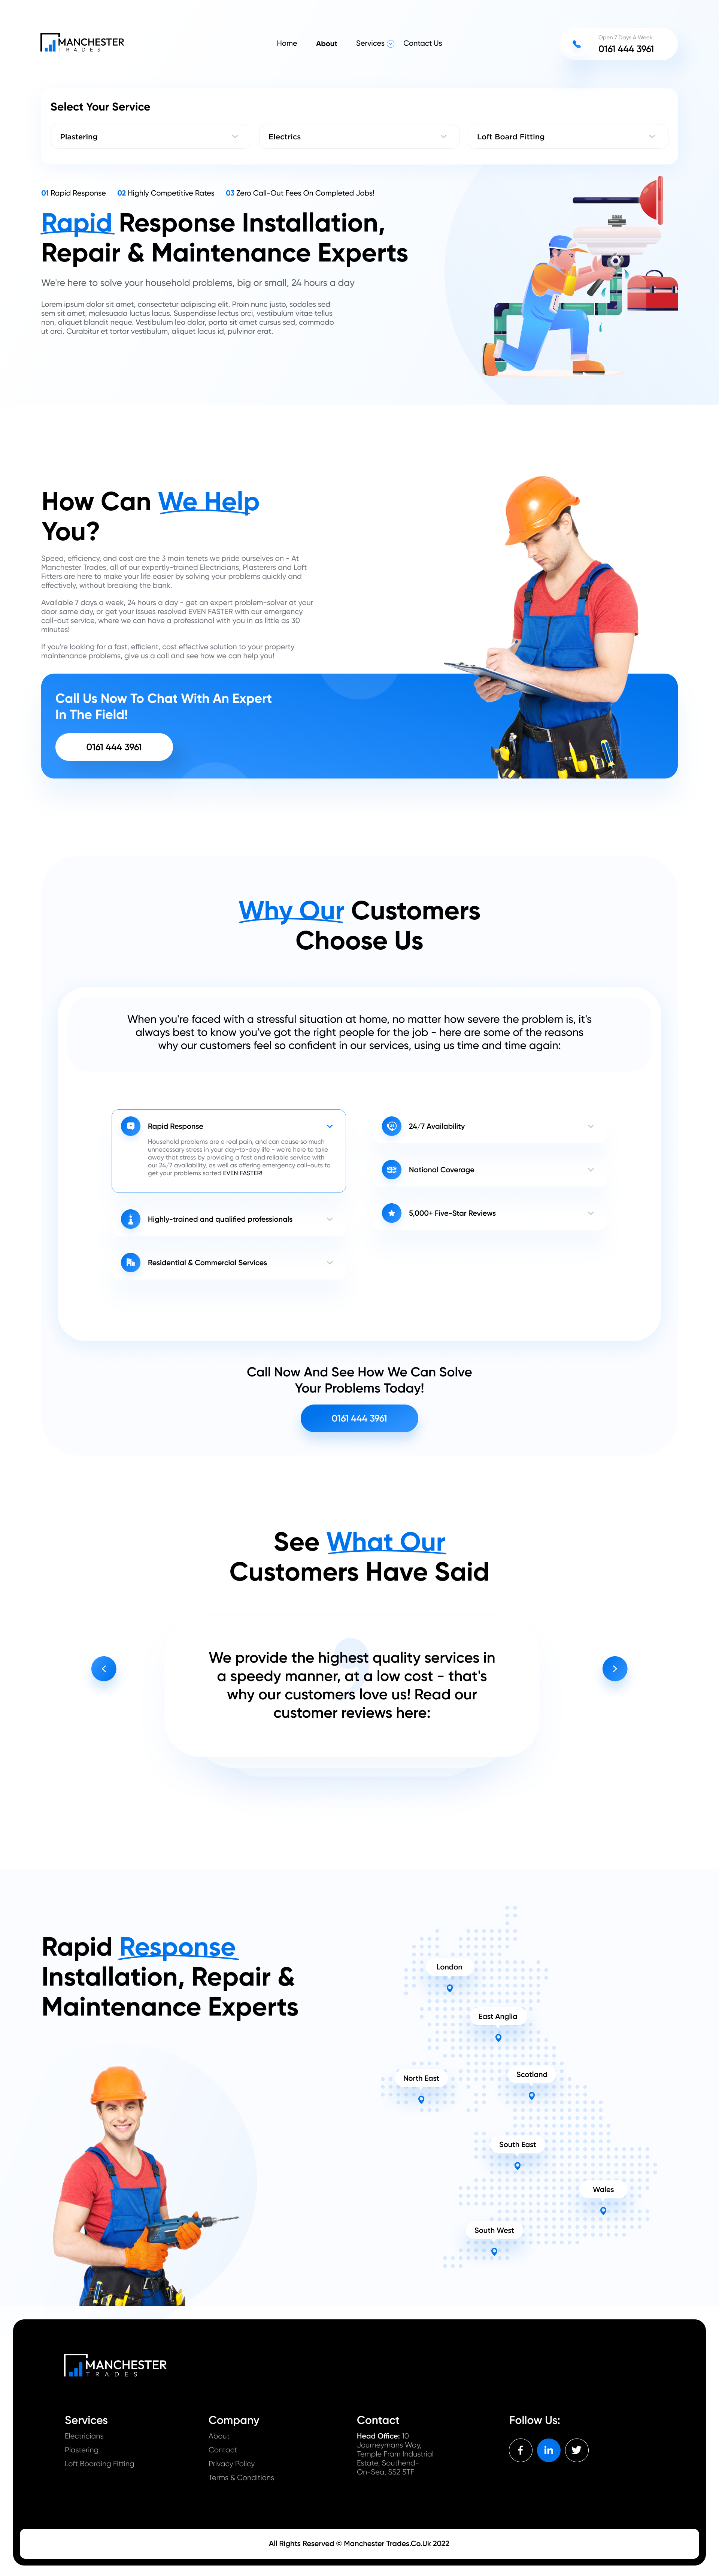 MANCHESTER
TRADES
Home About Services Contact Us
Open 7 Days A Week
0161 444 3961
Select Your Service
Plastering
Electrics
Loft Board Fitting
01 Rapid Response 02 Highly Competitive Rates 03 Zero Call-Out Fees On Completed Jobs!
Rapid Response Installation,
Repair & Maintenance Experts
We're here to solve your household problems, big or small, 24 hours a day
Lorem ipsum dolor sit amet, consectetur adipiscing elit. Proin nunc justo, sodales sed
sem sit amet, malesuada luctus lacus. Suspendisse lectus orci, vestibulum vitae tellus
non, aliquet blandit neque. Vestibulum leo dolor, porta sit amet cursus sed, commodo
ut orci. Curabitur et tortor vestibulum, aliquet lacus id, pulvinar erat.
How Can We Help
You?
Speed, efficiency, and cost are the 3 main tenets we pride ourselves on - At
Manchester Trades, all of our expertly-trained Electricians, Plasterers and Loft
Fitters are here to make your life easier by solving your problems quickly and
effectively, without breaking the bank.
Available 7 days a week, 24 hours a day - get an expert problem-solver at your
door same day, or get your issues resolved EVEN FASTER with our emergency
call-out service, where we can have a professional with you in as little as 30
minutes!
If you're looking for a fast, efficient, cost effective solution to your property
maintenance problems, give us a call and see how we can help you!
Call Us Now To Chat With An Expert
In The Field!
0161 444 3961
Why Our Customers
Choose Us
When you're faced with a stressful situation at home, no matter how severe the problem is, it's
always best to know you've got the right people for the job - here are some of the reasons
why our customers feel so confident in our services, using us time and time again:
Rapid Response
Household problems are a real pain, and can cause so much
unnecessary stress in your day-to-day life - we're here to take
away that stress by providing a fast and reliable service with
our 24/7 availability, as well as offering emergency call-outs to
get your problems sorted EVEN FASTER!
Highly-trained and qualified professionals
Residential & Commercial Services
24/7 Availability
National Coverage
5,000+ Five-Star Reviews
Call Now And See How We Can Solve
Your Problems Today!
0161 444 3961
See What Our
Customers Have Said
We provide the highest quality services in
a speedy manner, at a low cost - that's
why our customers love us! Read our
customer reviews here:
Rapid Response
Installation, Repair &
Maintenance Experts
London
East Anglia
Scotland
North East
South East
Wales
South West
MANCHESTER
TRADES
Services
Electricians
Plastering
Loft Boarding Fitting
Company
About
Contact
Privacy Policy
Terms & Conditions
Contact
Head Office: 10
Journeymans Way,
Temple Fram Industrial
Estate, Southend-
On-Sea, SS2 5TF
Follow Us:
All Rights Reserved © Manchester Trades.Co.Uk 2022